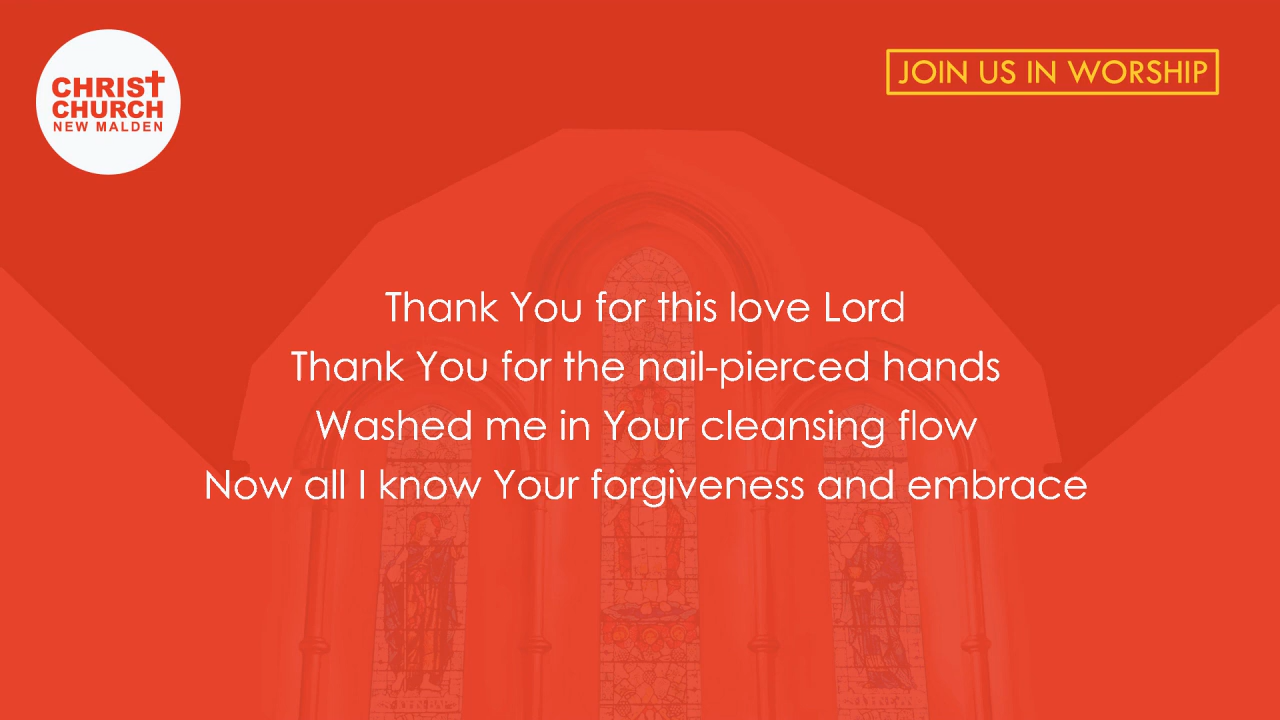 CHRIST
CHURCH
NEW MALDEN
JOIN US IN WORSHIP
Thank You for this love Lord
Thank You for the nail-pierced hands
Washed me in Your cleansing flow
Now all I know Your forgiveness and embrace